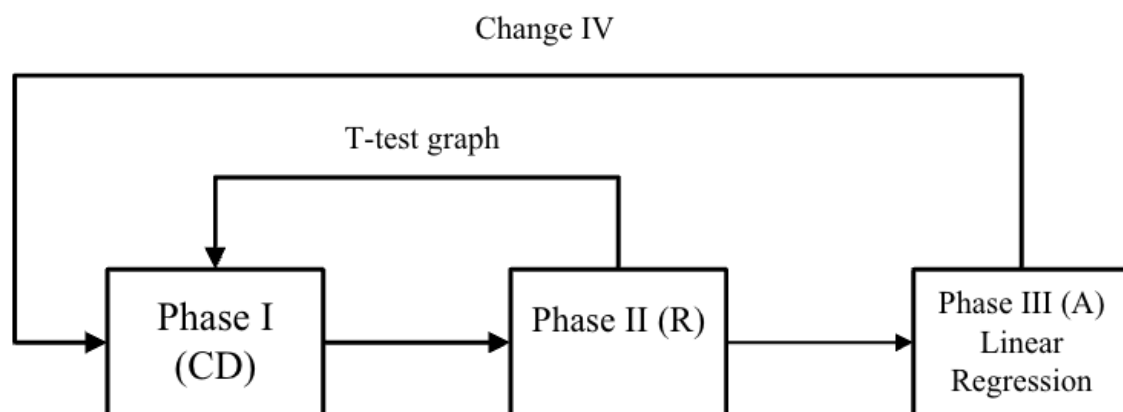 Change IV
T-test graph
Phase I
(CD)
Phase II (R)
Phase III (A)
Linear
Regression